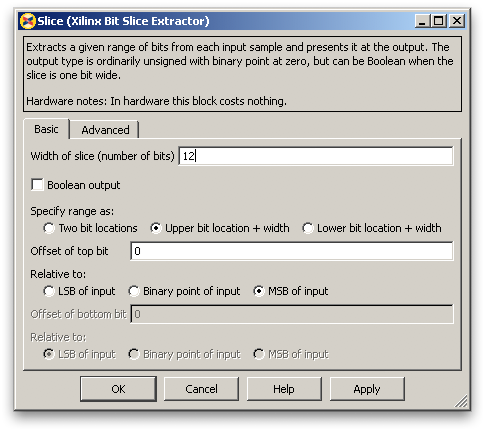 Slice (Xilinx Bit Slice Extractor)
Extracts a given range of bits from each input sample and presents it at the output. The
output type is ordinarily unsigned with binary point at zero, but can be Boolean when the
slice is one bit wide.
Hardware notes: In hardware this block costs nothing.
Basic Advanced
Width of slice (number of bits) 12
Boolean output
Specify range as:
Two bit locations Upper bit location + width Lower bit location + width
Offset of top bit 0
Relative to:
LSB of input Binary point of input MSB of input
Offset of bottom bit 0
Relative to:
LSB of input Binary point of input MSB of input
OK Cancel Help Apply